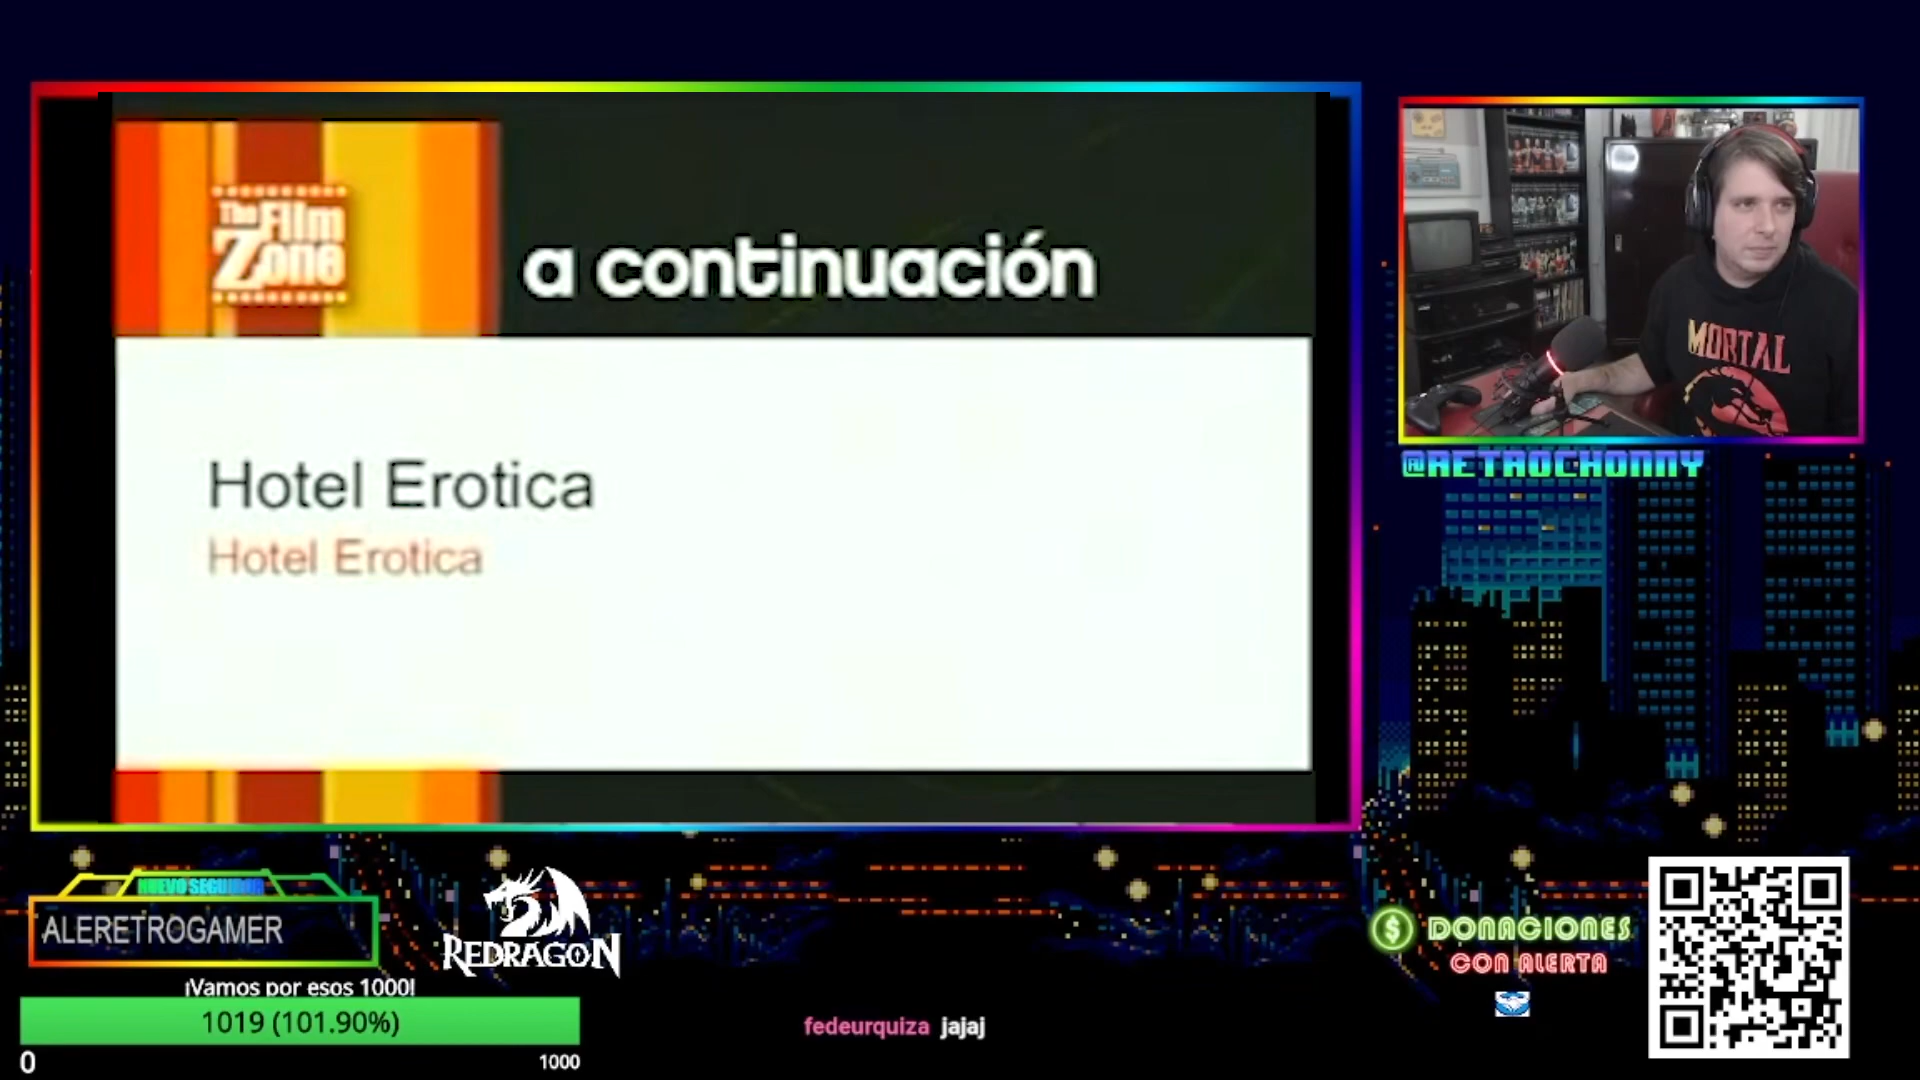 The Film Zone
a continuación
Hotel Erotica
Hotel Erotica
MORTAL
@RETROCHONNY
NUEVO SEGUIDOR
ALERETROGAMER
REDRAGON
¡Vamos por esos 1000!
1019 (101.90%)
0
1000
fedeurquiza jajaj
$ DONACIONES
CON ALERTA